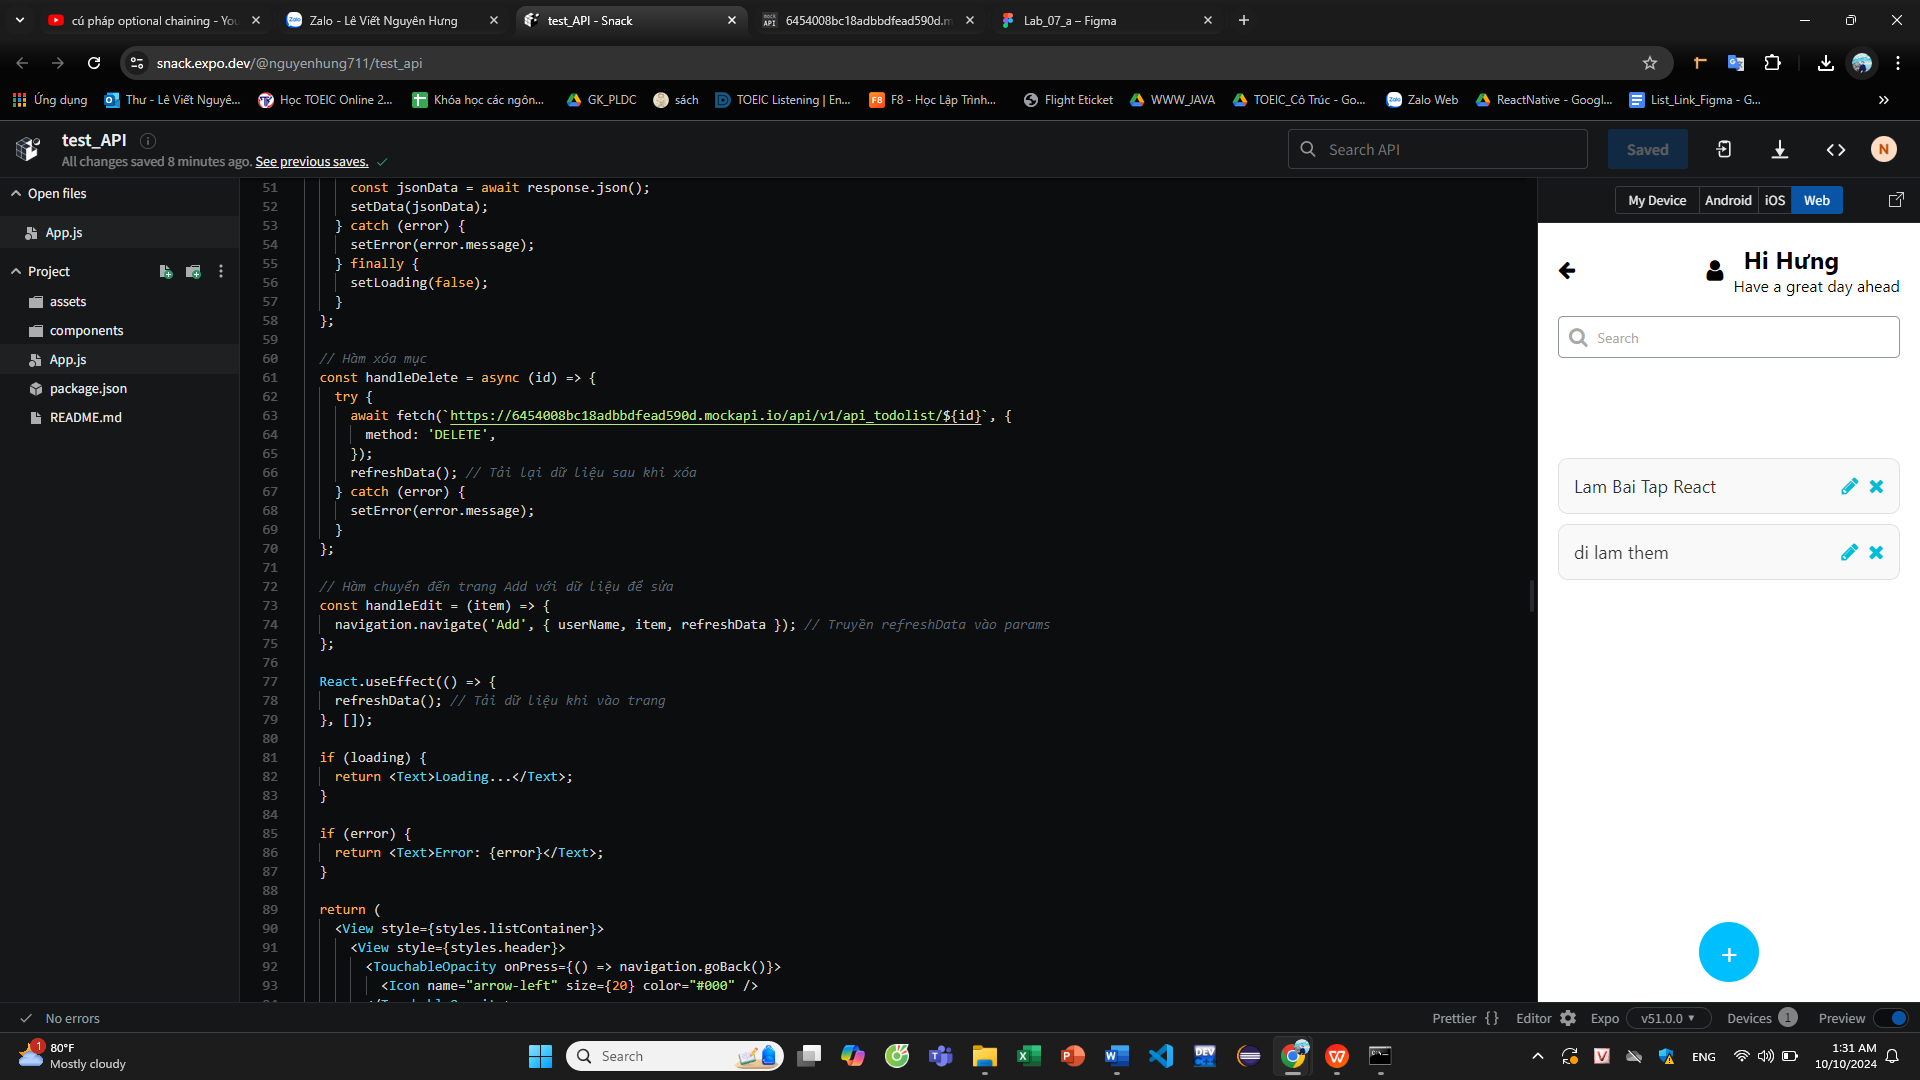 cú pháp optional chaining - You
Zalo - Lê Viết Nguyên Hưng
test_API - Snack
6454008bc18adbbdfead590d.m
Lab_07_a – Figma
snack.expo.dev/@nguyenhung711/test_api
Ứng dụng
Thư - Lê Viết Nguyê...
Học TOEIC Online 2...
Khóa học các ngôn...
GK_PLDC
sách
TOEIC Listening | En...
F8 - Học Lập Trình...
Flight Eticket
WWW_JAVA
TOEIC_Cô Trúc - Go...
Zalo Web
ReactNative - Googl...
List_Link_Figma - G...
test_API
All changes saved 8 minutes ago. See previous saves.
Search API
Saved
N
Open files
App.js
Project
assets
components
App.js
package.json
README.md
51 const jsonData = await response.json();
52 setData(jsonData);
53 } catch (error) {
54 setError(error.message);
55 } finally {
56 setLoading(false);
57 }
58 };
59
60 // Hàm xóa mục
61 const handleDelete = async (id) => {
62 try {
63 await fetch(`https://6454008bc18adbbdfead590d.mockapi.io/api/v1/api_todolist/${id}`, {
64 method: 'DELETE',
65 });
66 refreshData(); // Tải lại dữ liệu sau khi xóa
67 } catch (error) {
68 setError(error.message);
69 }
70 };
71
72 // Hàm chuyển đến trang Add với dữ liệu để sửa
73 const handleEdit = (item) => {
74 navigation.navigate('Add', { userName, item, refreshData }); // Truyền refreshData vào params
75 };
76
77 React.useEffect(() => {
78 refreshData(); // Tải dữ liệu khi vào trang
79 }, []);
80
81 if (loading) {
82 return <Text>Loading...</Text>;
83 }
84
85 if (error) {
86 return <Text>Error: {error}</Text>;
87 }
88
89 return (
90 <View style={styles.listContainer}>
91 <View style={styles.header}>
92 <TouchableOpacity onPress={() => navigation.goBack()}>
93 <Icon name="arrow-left" size={20} color="#000" />
My Device
Android
iOS
Web
Hi Hưng
Have a great day ahead
Search
Lam Bai Tap React
di lam them
+
No errors
Prettier {}
Editor
Expo
v51.0.0
Devices 1
Preview
1
80°F
Mostly cloudy
Search
ENG
1:31 AM
10/10/2024